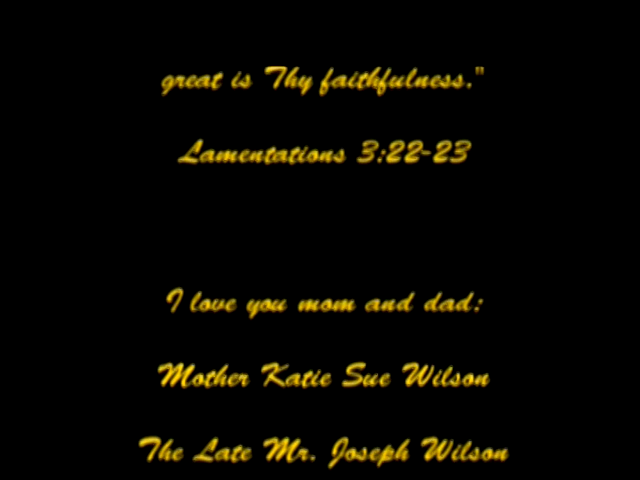 great is Thy faithfulness."
Lamentations 3:22-23
I love you mom and dad:
Mother Katie Sue Wilson
The Late Mr. Joseph Wilson